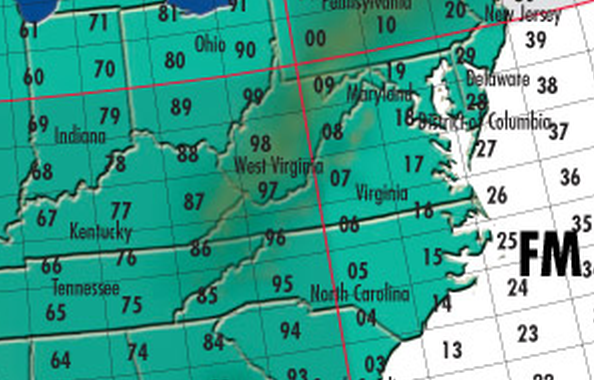 Pennsylvania
61 71 81 91 10 20 New Jersey
Ohio 90 00 39
60 70 80 29
09 19 Delaware 38
79 89 99 Maryland 28
69 Indiana 08 18 District of Columbia 37
68 78 88 98 27
West Virginia 17 36
67 77 87 97 07 Virginia 26
Kentucky 16 35
86 96 06 25 FM
66 76 15
Tennessee 85 95 05 24
65 75 North Carolina 14
84 94 04 23
64 74 13
93 03